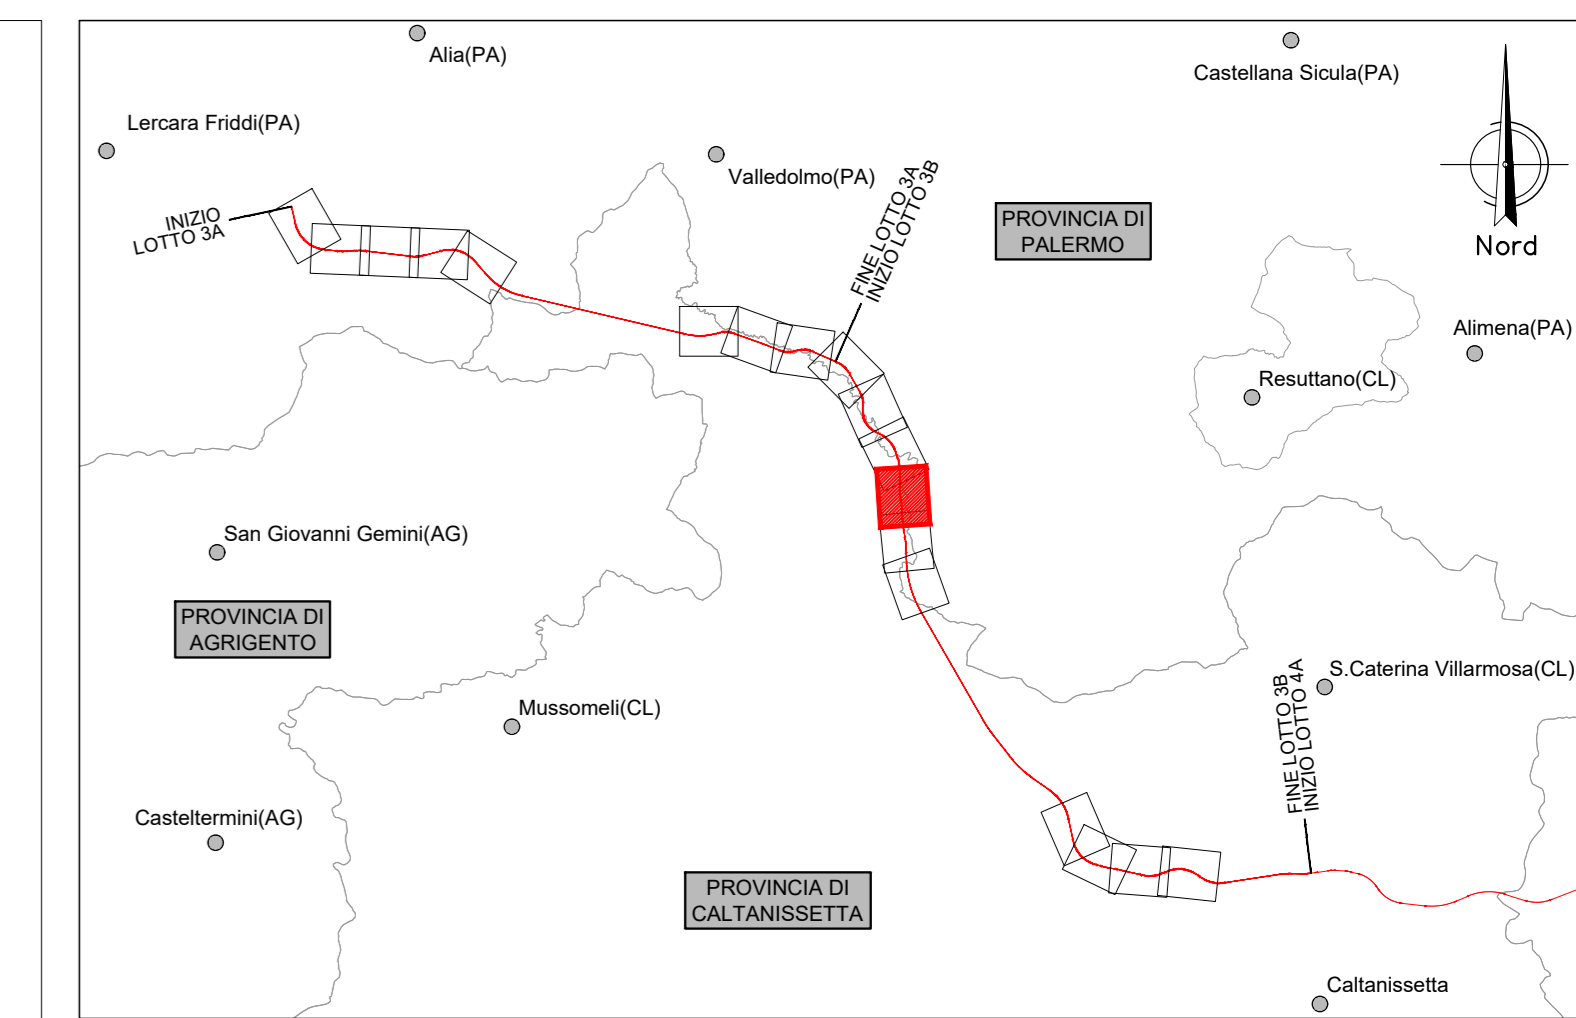 Alia(PA)
Castellana Sicula(PA)
Lercara Friddi(PA)
Valledolmo(PA)
INIZIO
LOTTO 3A
FINE LOTTO 3A
INIZIO LOTTO 3B
PROVINCIA DI
PALERMO
Nord
Alimena(PA)
Resuttano(CL)
San Giovanni Gemini(AG)
PROVINCIA DI
AGRIGENTO
Mussomeli(CL)
S.Caterina Villarmosa(CL)
FINE LOTTO 3B
INIZIO LOTTO 4A
Casteltermini(AG)
PROVINCIA DI
CALTANISSETTA
Caltanissetta